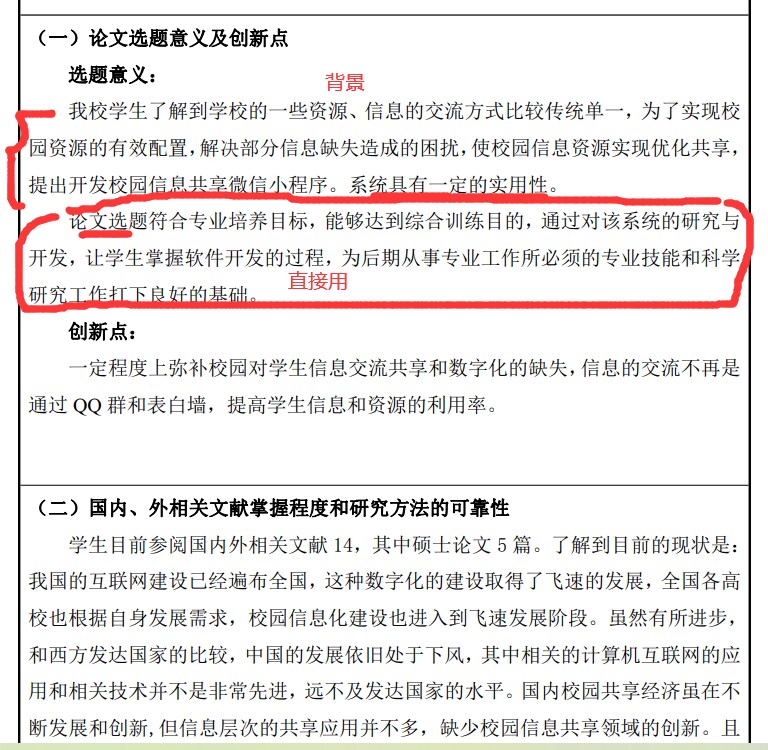 （一）论文选题意义及创新点
选题意义：
背景
我校学生了解到学校的一些资源、信息的交流方式比较传统单一，为了实现校
园资源的有效配置，解决部分信息缺失造成的困扰，使校园信息资源实现优化共享，
提出开发校园信息共享微信小程序。系统具有一定的实用性。
论文选题符合专业培养目标，能够达到综合训练目的，通过对该系统的研究与
开发，让学生掌握软件开发的过程，为后期从事专业工作所必须的专业技能和科学
研究工作打下良好的基础。
直接用
创新点：
一定程度上弥补校园对学生信息交流共享和数字化的缺失，信息的交流不再是
通过 QQ 群和表白墙，提高学生信息和资源的利用率。
（二）国内、外相关文献掌握程度和研究方法的可靠性
学生目前参阅国内外相关文献 14，其中硕士论文 5 篇。了解到目前的现状是：
我国的互联网建设已经遍布全国，这种数字化的建设取得了飞速的发展，全国各高
校也根据自身发展需求，校园信息化建设也进入到飞速发展阶段。虽然有所进步，
和西方发达国家的比较，中国的发展依旧处于下风，其中相关的计算机互联网的应
用和相关技术并不是非常先进，远不及发达国家的水平。国内校园共享经济虽在不
断发展和创新,但信息层次的共享应用并不多，缺少校园信息共享领域的创新。且